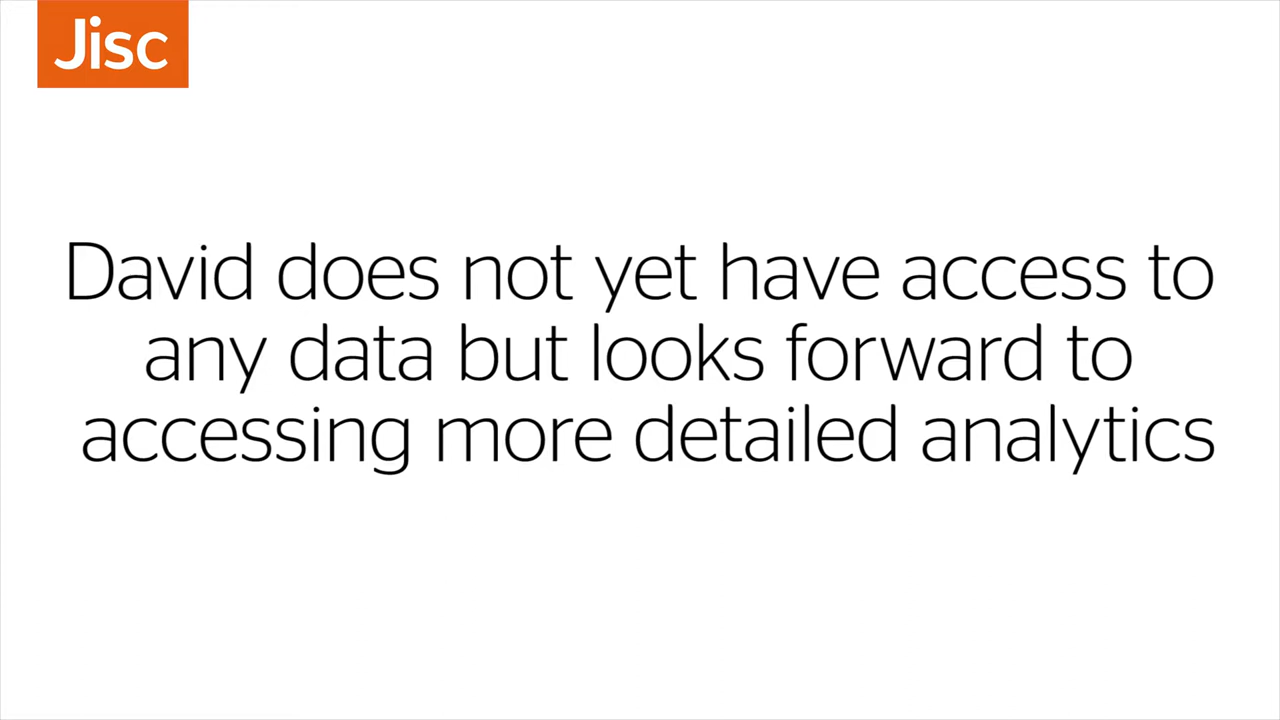 Jisc
David does not yet have access to
any data but looks forward to
accessing more detailed analytics